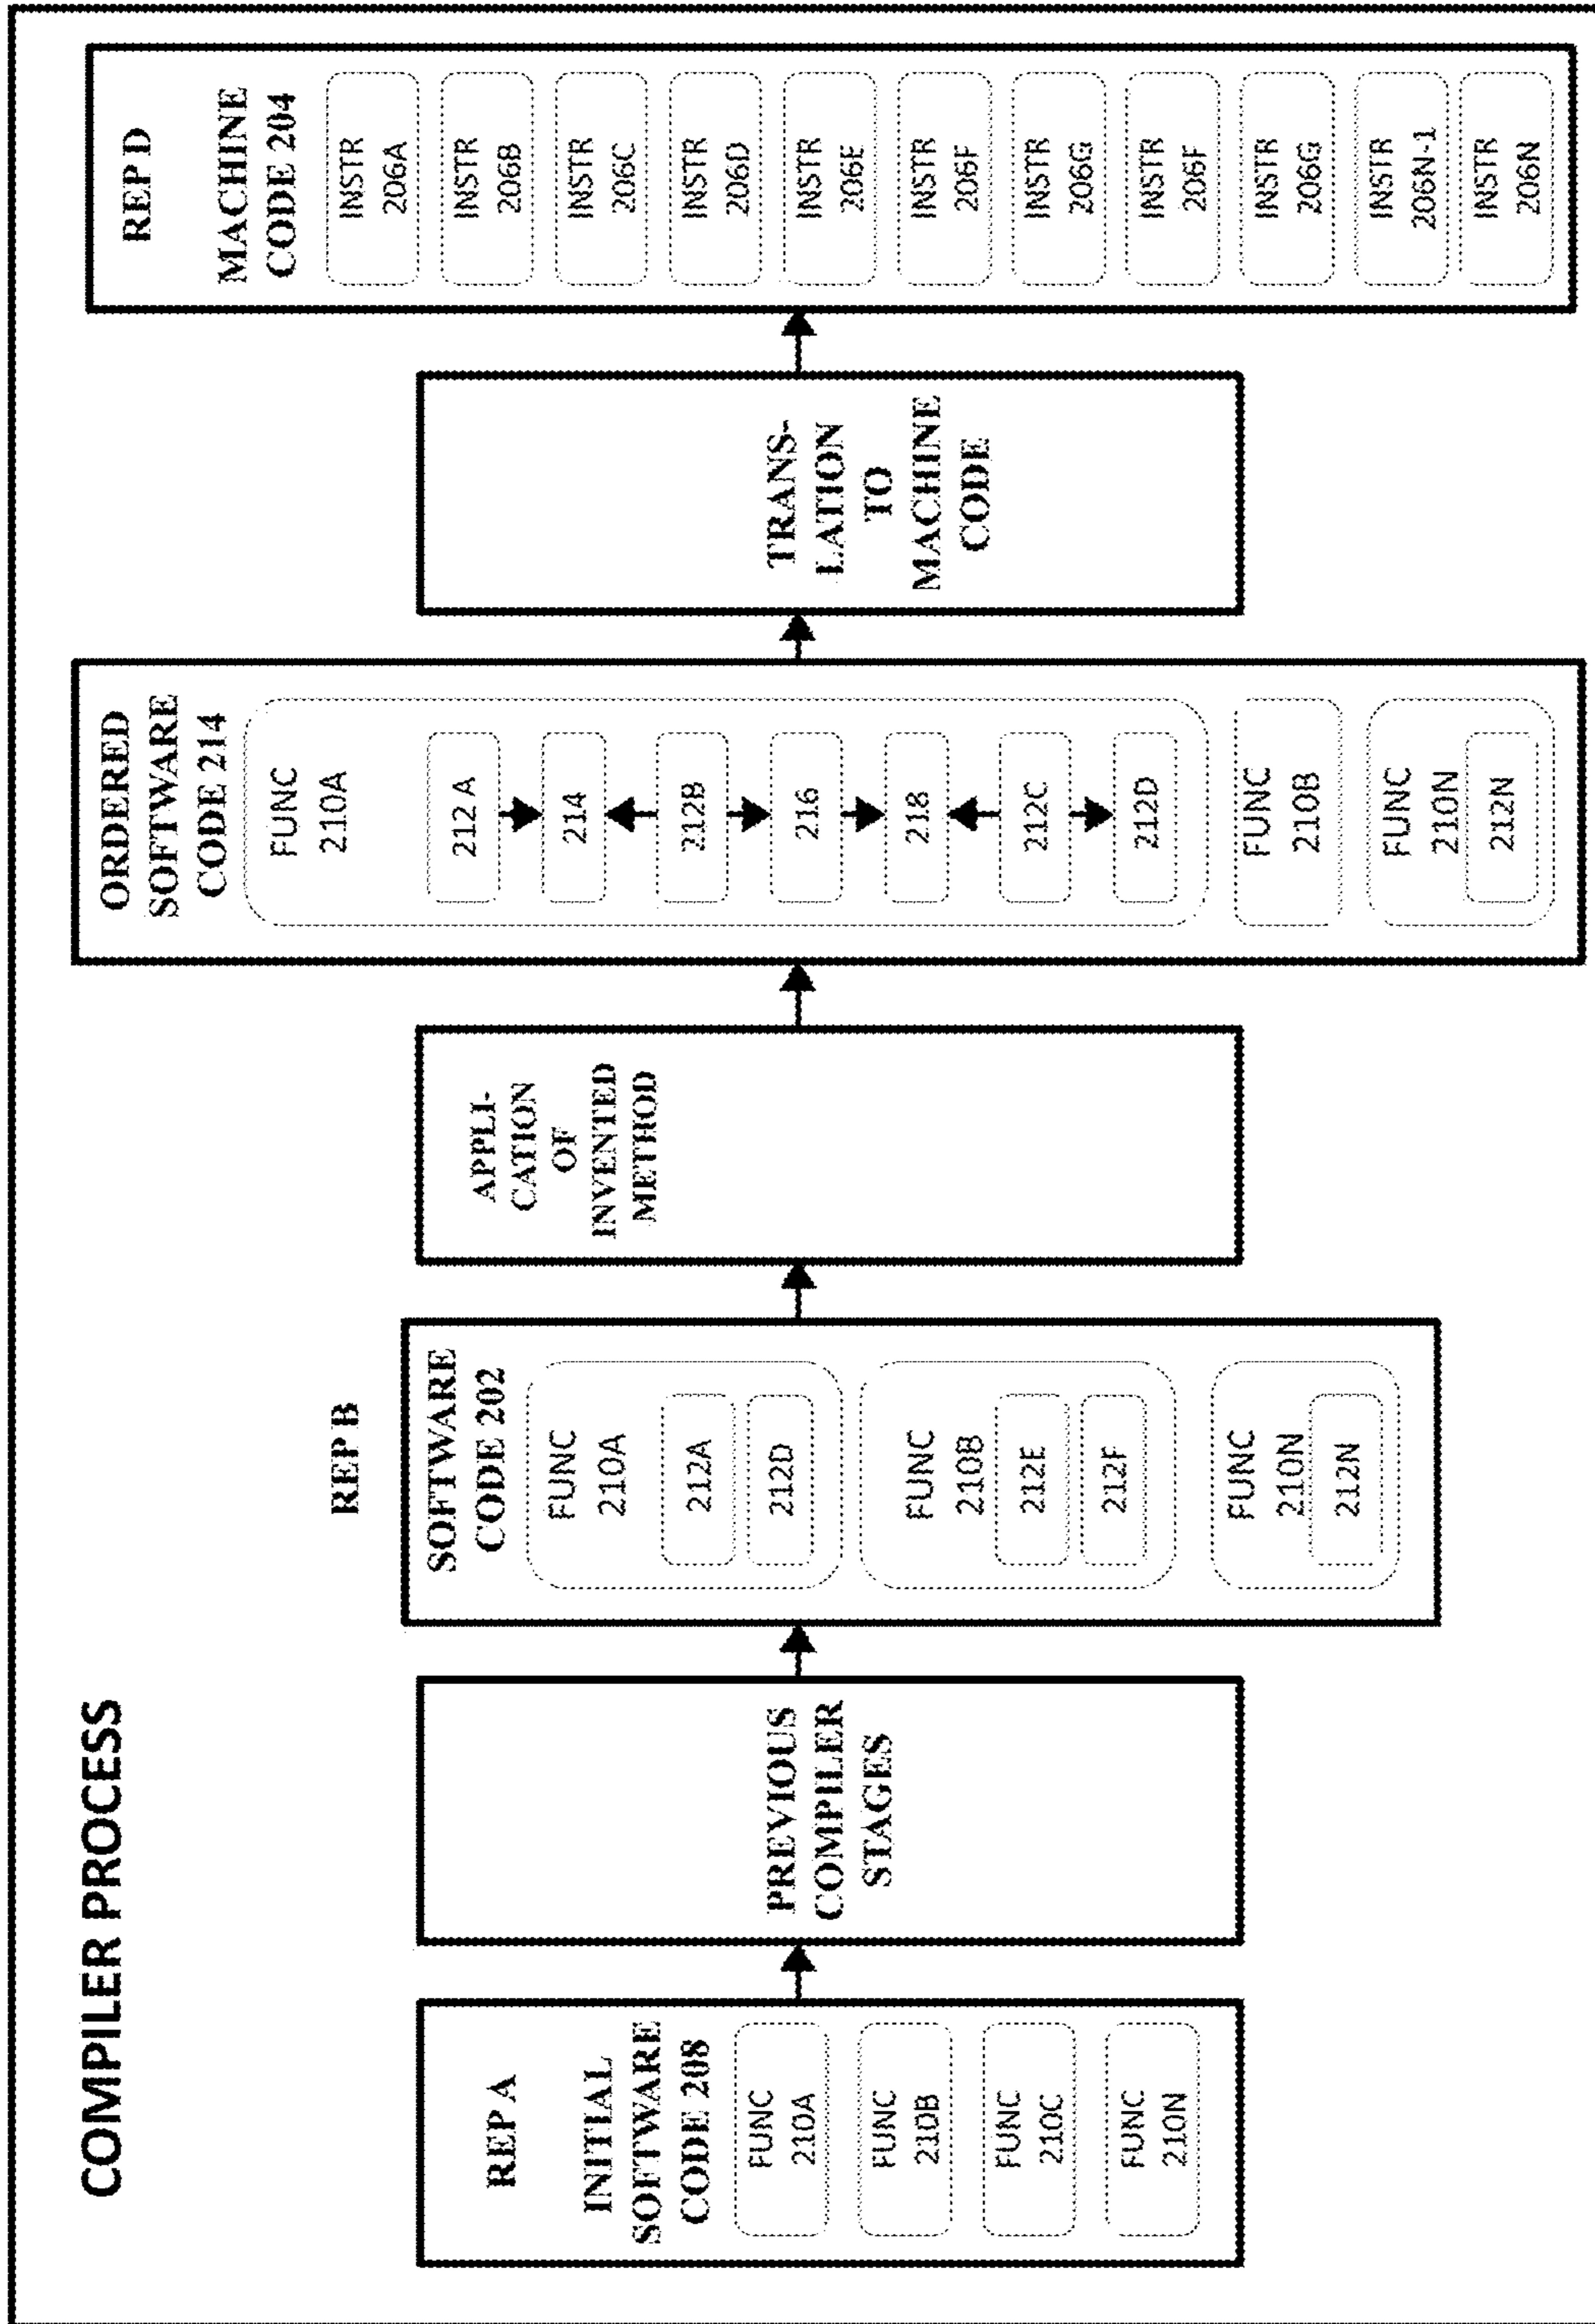 COMPILER PROCESS
REP A
INITIAL
SOFTWARE
CODE 208
FUNC
210A
FUNC
210B
FUNC
210C
FUNC
210N
PREVIOUS
COMPILER
STAGES
REP B
SOFTWARE
CODE 202
FUNC
210A
212A
212D
FUNC
210B
212E
212F
FUNC
210N
212N
APPLI-
CATION
OF
INVENTED
METHOD
ORDERED
SOFTWARE
CODE 214
FUNC
210A
212 A
214
212B
216
218
212C
212D
FUNC
210B
FUNC
210N
212N
TRANS-
LATION
TO
MACHINE
CODE
REP D
MACHINE
CODE 204
INSTR
206A
INSTR
206B
INSTR
206C
INSTR
206D
INSTR
206E
INSTR
206F
INSTR
206G
INSTR
206F
INSTR
206G
INSTR
206N-1
INSTR
206N